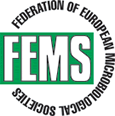 FEDERATION OF EUROPEAN MICROBIOLOGICAL SOCIETIES
FEMS